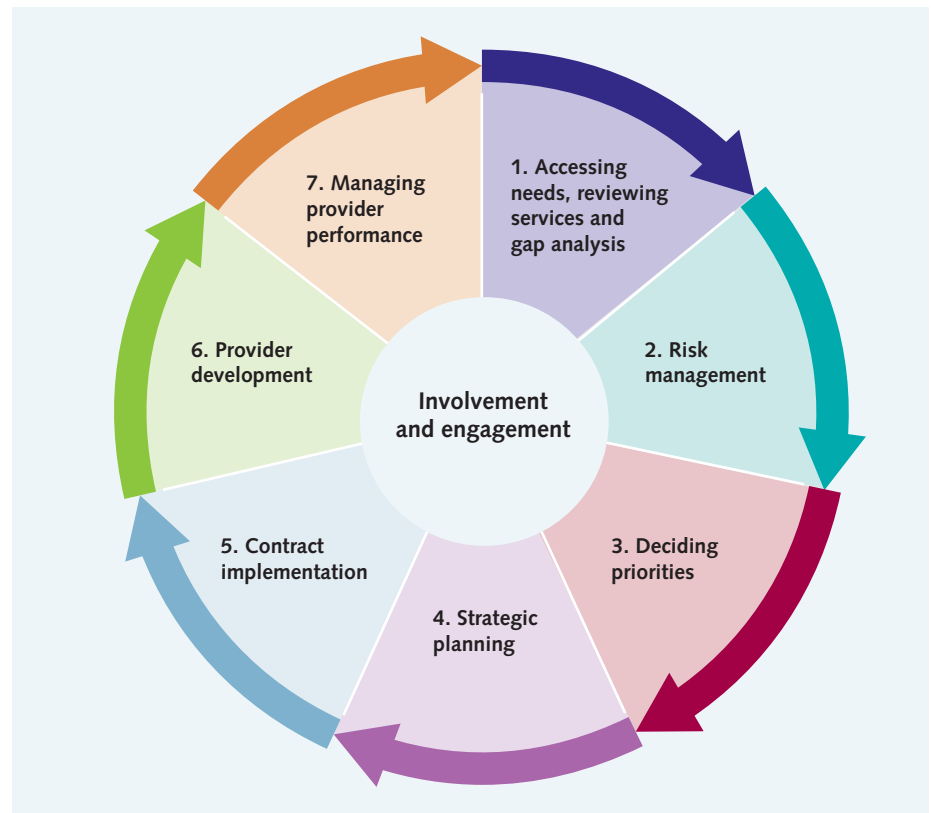 1. Accessing
needs, reviewing
services and
gap analysis
2. Risk
management
3. Deciding
priorities
4. Strategic
planning
5. Contract
implementation
6. Provider
development
7. Managing
provider
performance
Involvement
and engagement